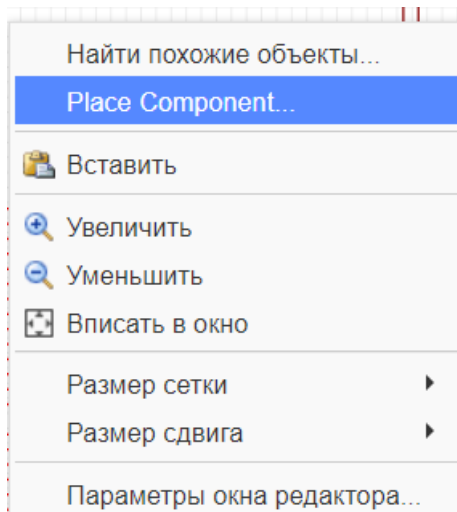 Найти похожие объекты...
Place Component...
Вставить
Увеличить
Уменьшить
Вписать в окно
Размер сетки
Размер сдвига
Параметры окна редактора...